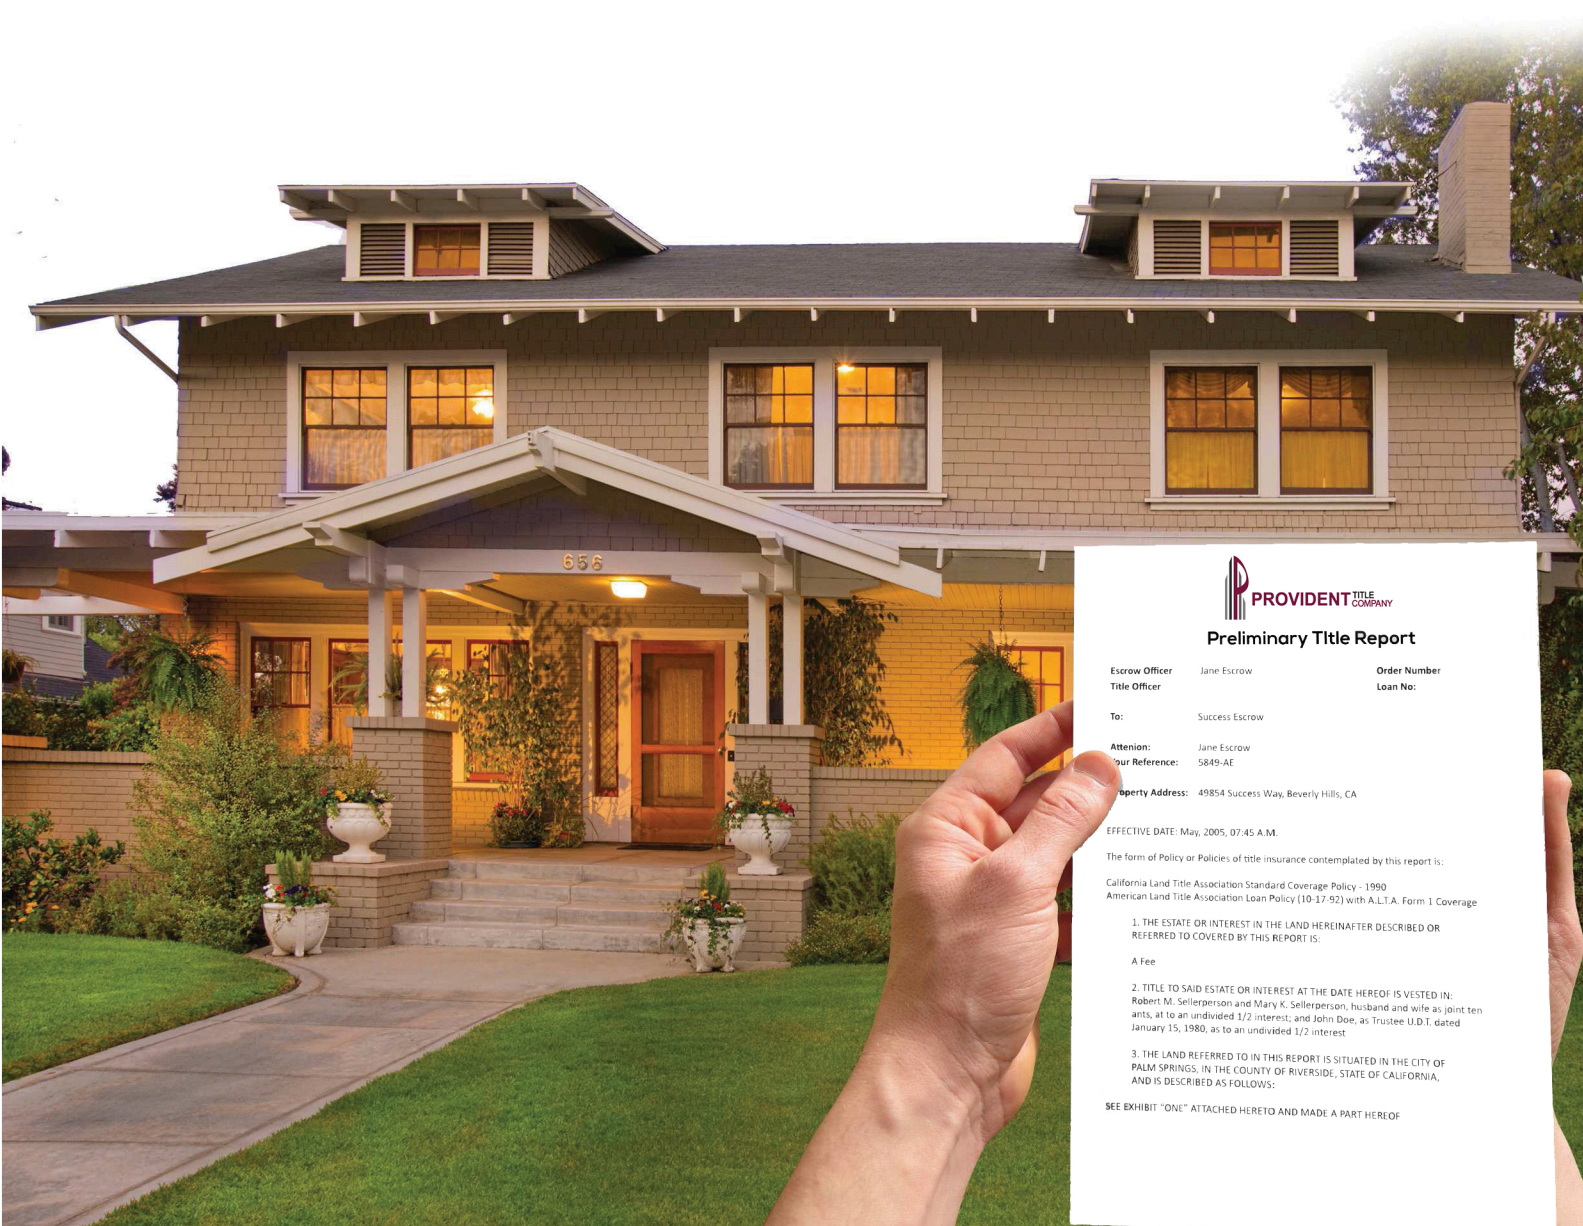 656
PROVIDENT TITLE COMPANY
Preliminary TItle Report
Escrow Officer Jane Escrow Order Number
Title Officer Loan No:
To: Success Escrow
Attenion: Jane Escrow
our Reference: 5849-AE
operty Address: 49854 Success Way, Beverly Hills, CA
EFFECTIVE DATE: May, 2005, 07:45 A.M.
The form of Policy or Policies of title insurance contemplated by this report is:
California Land Title Association Standard Coverage Policy - 1990
American Land Title Association Loan Policy (10-17-92) with A.L.T.A. Form 1 Coverage
1. THE ESTATE OR INTEREST IN THE LAND HEREINAFTER DESCRIBED OR
REFERRED TO COVERED BY THIS REPORT IS:
A Fee
2. TITLE TO SAID ESTATE OR INTEREST AT THE DATE HEREOF IS VESTED IN:
Robert M. Sellerperson and Mary K. Sellerperson, husband and wife as joint ten
ants, at to an undivided 1/2 interest; and John Doe, as Trustee U.D.T. dated
January 15, 1980, as to an undivided 1/2 interest
3. THE LAND REFERRED TO IN THIS REPORT IS SITUATED IN THE CITY OF
PALM SPRINGS, IN THE COUNTY OF RIVERSIDE, STATE OF CALIFORNIA,
AND IS DESCRIBED AS FOLLOWS:
SEE EXHIBIT "ONE" ATTACHED HERETO AND MADE A PART HEREOF